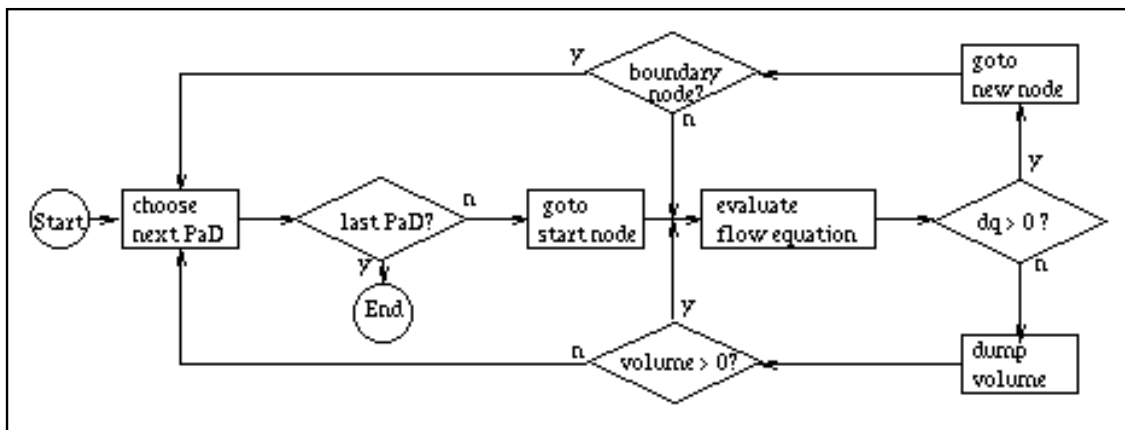 y
boundary
node?
n
goto
new node
y
Start
choose
next PaD
last PaD?
n
y
End
goto
start node
evaluate
flow equation
dq > 0 ?
n
y
volume > 0?
n
dump
volume